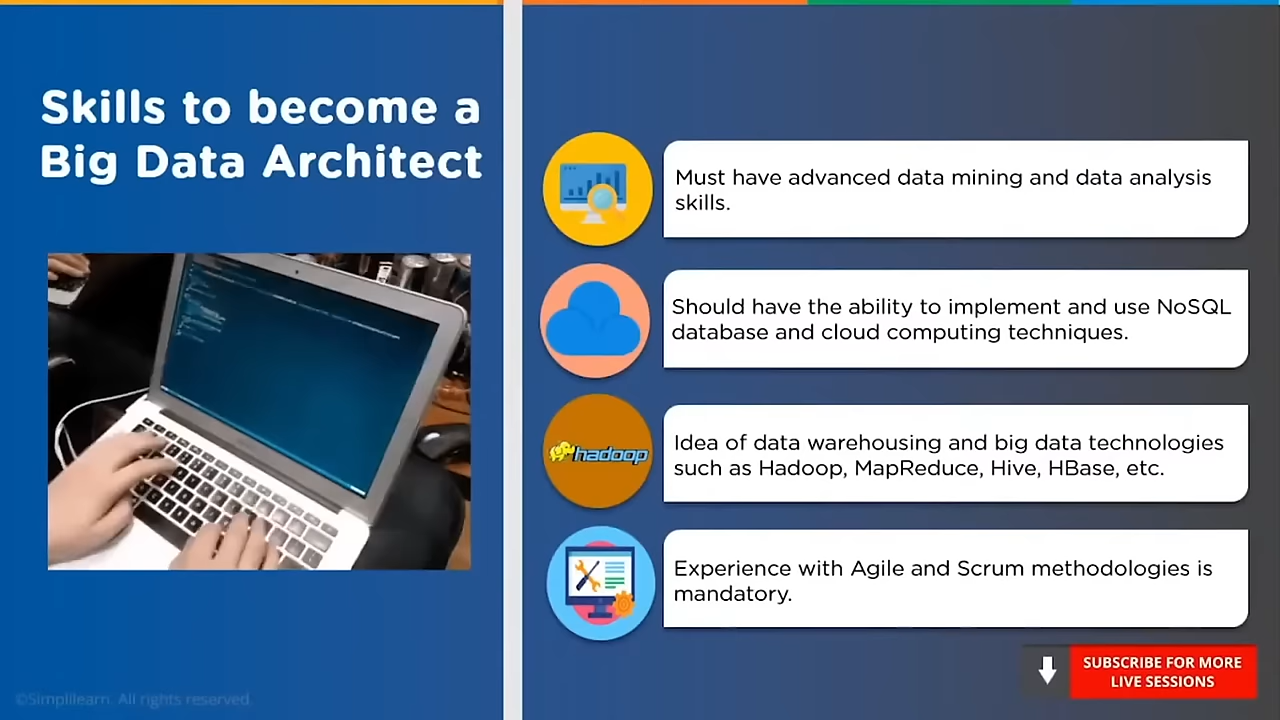 Skills to become a
Big Data Architect
Must have advanced data mining and data analysis
skills.
Should have the ability to implement and use NoSQL
database and cloud computing techniques.
hadoop
Idea of data warehousing and big data technologies
such as Hadoop, MapReduce, Hive, HBase, etc.
Experience with Agile and Scrum methodologies is
mandatory.
SUBSCRIBE FOR MORE
LIVE SESSIONS
©Simplilearn. All rights reserved.